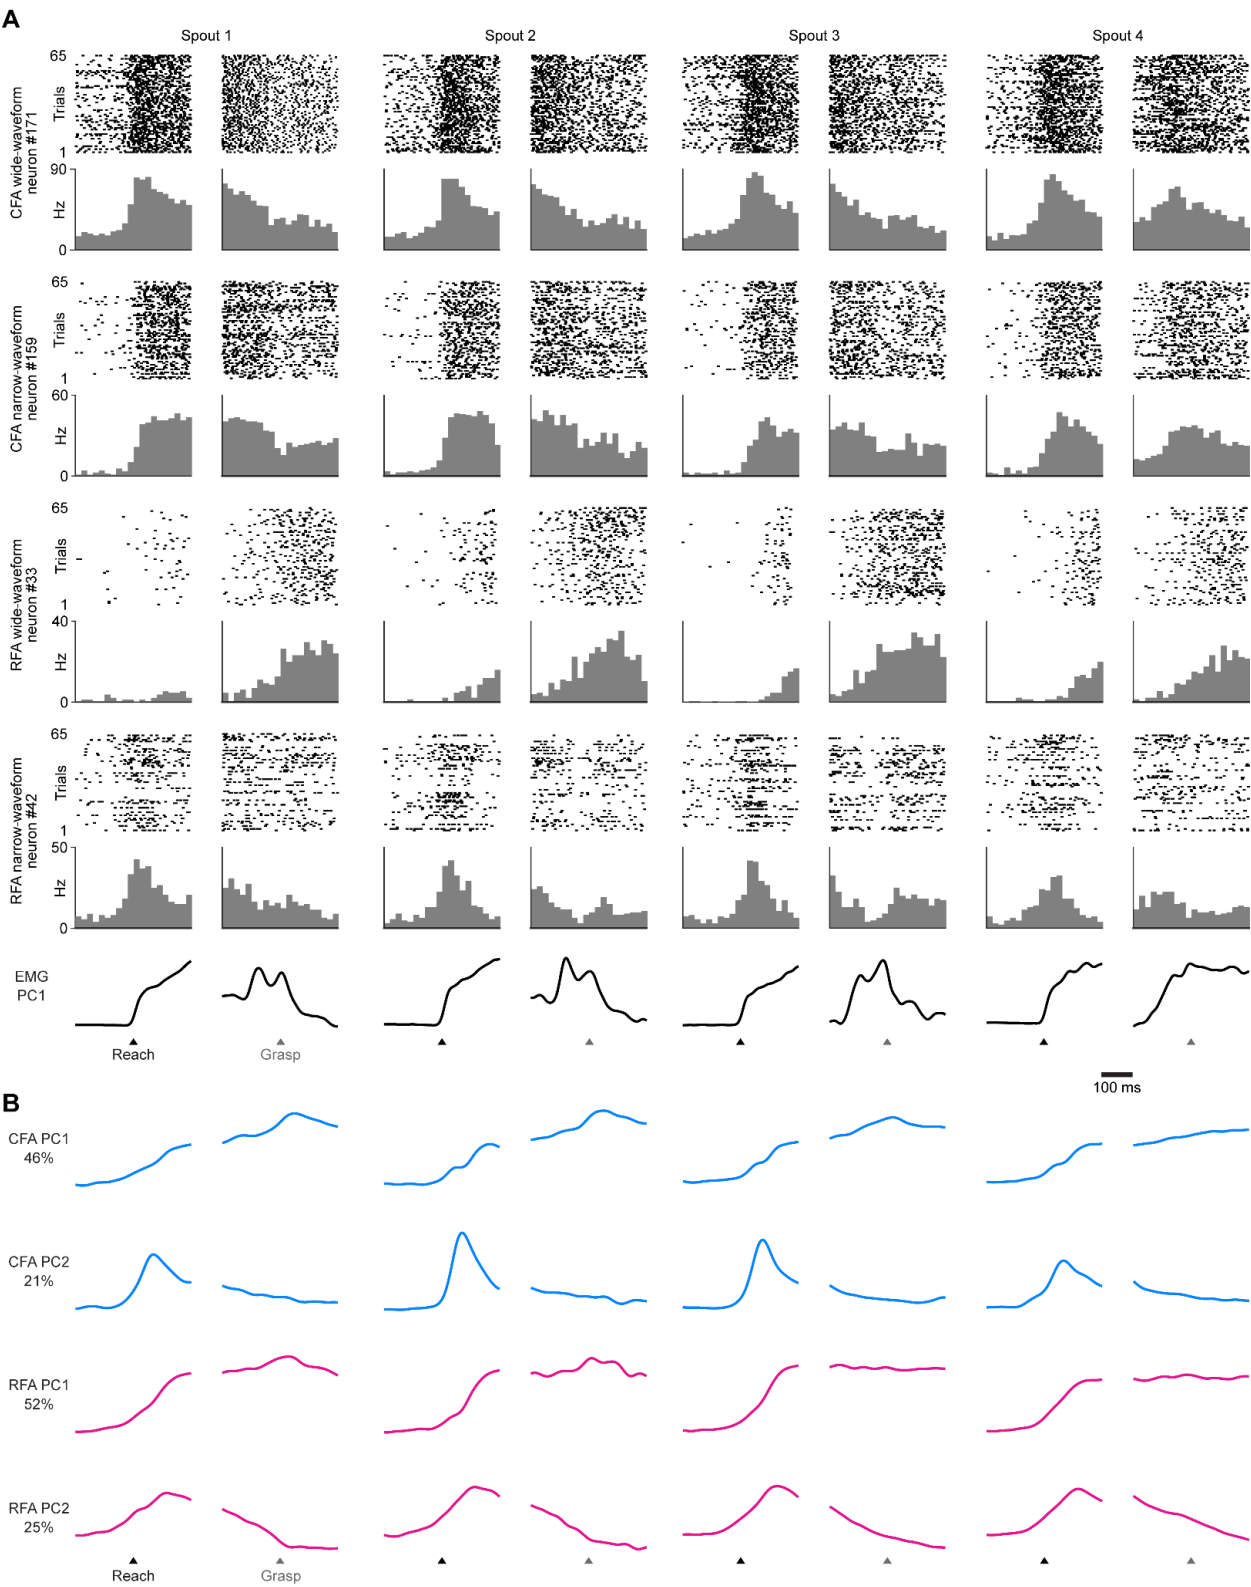 A
Spout 1
Spout 2
Spout 3
Spout 4
CFA wide-waveform
neuron #171
65
Trials
1
90
Hz
0
CFA narrow-waveform
neuron #159
65
Trials
1
60
Hz
0
RFA wide-waveform
neuron #33
65
Trials
1
40
Hz
0
RFA narrow-waveform
neuron #42
65
Trials
1
50
Hz
0
EMG
PC1
Reach
Grasp
100 ms
B
CFA PC1
46%
CFA PC2
21%
RFA PC1
52%
RFA PC2
25%
Reach
Grasp